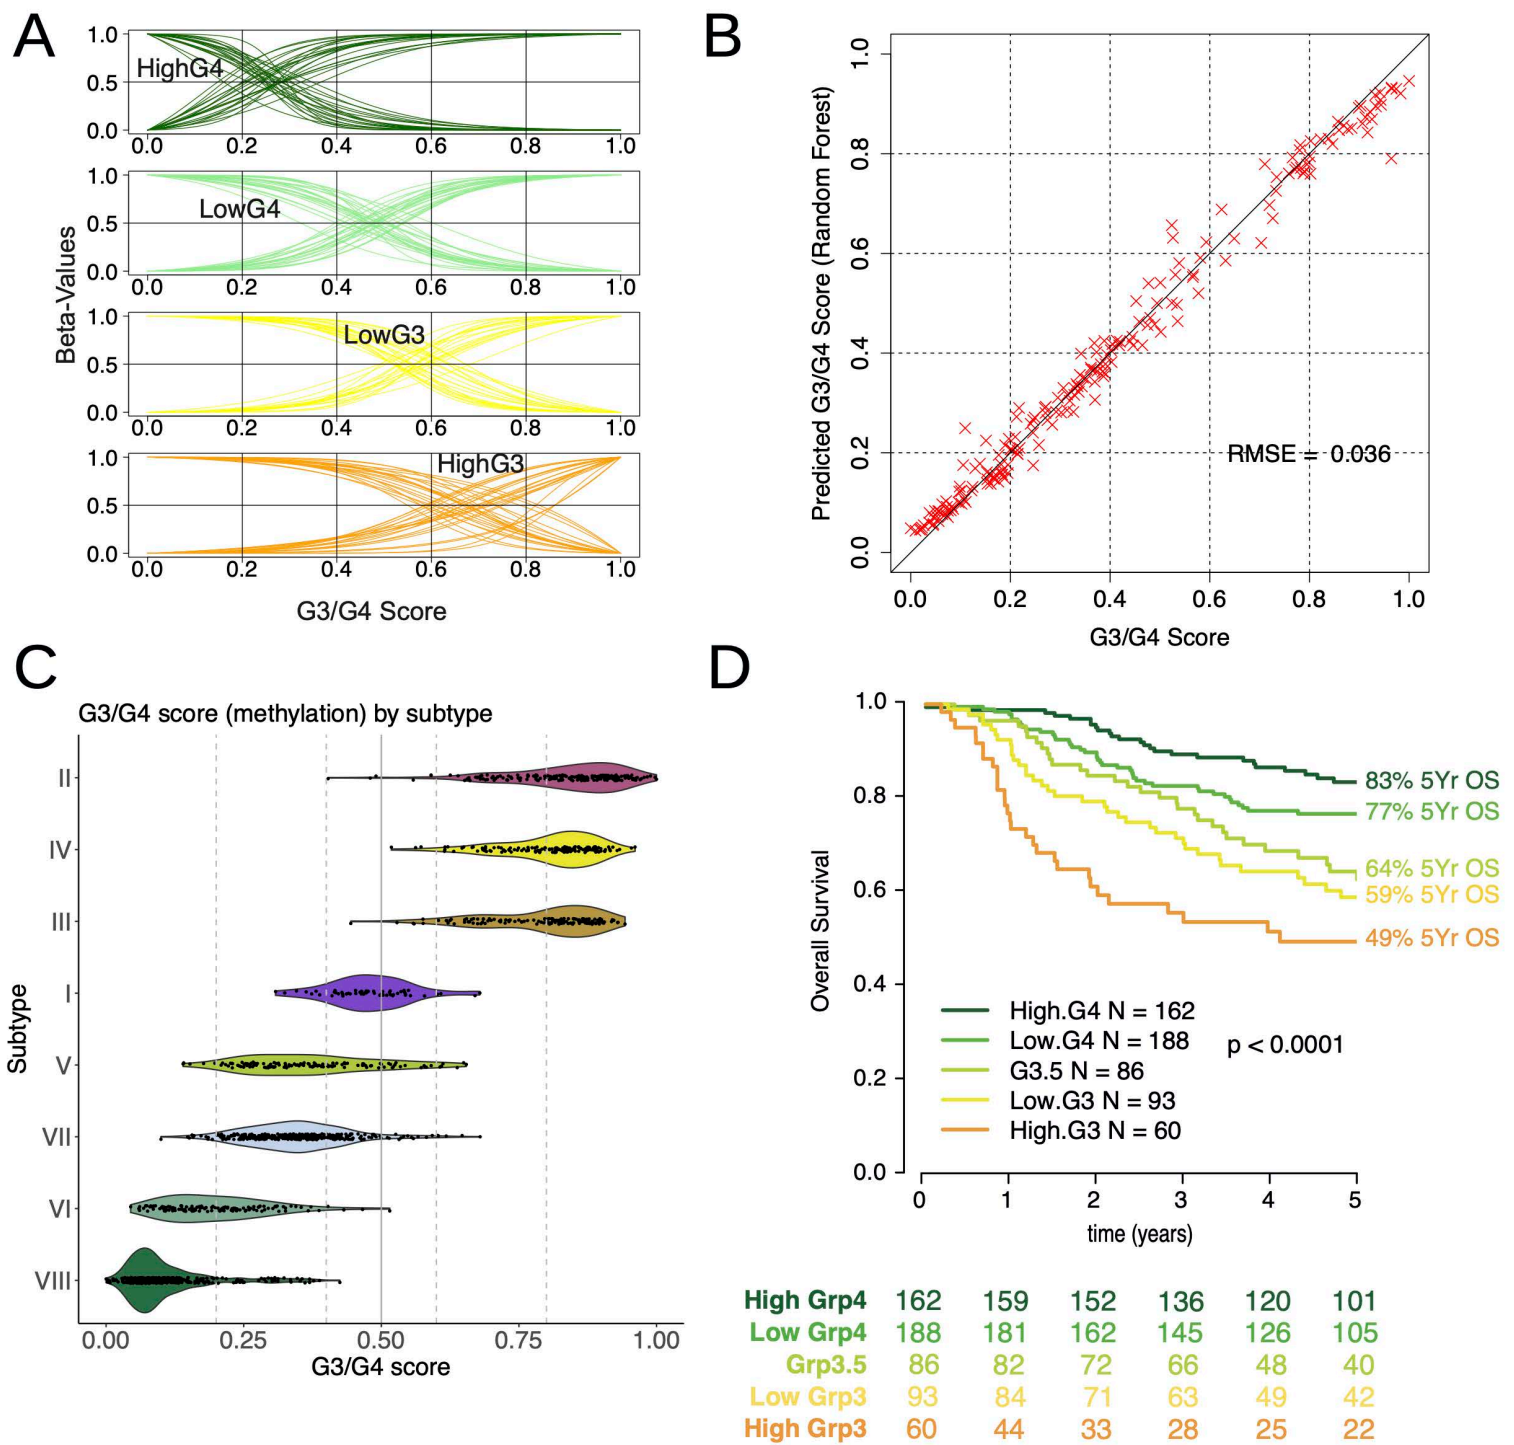 A
1.0
0.5
0.0
HighG4
0.0 0.2 0.4 0.6 0.8 1.0
1.0
0.5
0.0
LowG4
0.0 0.2 0.4 0.6 0.8 1.0
1.0
0.5
0.0
LowG3
0.0 0.2 0.4 0.6 0.8 1.0
1.0
0.5
0.0
HighG3
0.0 0.2 0.4 0.6 0.8 1.0
Beta-Values
G3/G4 Score
B
Predicted G3/G4 Score (Random Forest)
1.0
0.8
0.6
0.4
0.2
0.0
RMSE = 0.036
0.0 0.2 0.4 0.6 0.8 1.0
G3/G4 Score
C
G3/G4 score (methylation) by subtype
Subtype
II
IV
III
I
V
VII
VI
VIII
0.00 0.25 0.50 0.75 1.00
G3/G4 score
D
Overall Survival
1.0
0.8
0.6
0.4
0.2
0.0
83% 5Yr OS
77% 5Yr OS
64% 5Yr OS
59% 5Yr OS
49% 5Yr OS
High.G4 N = 162
Low.G4 N = 188
G3.5 N = 86
Low.G3 N = 93
High.G3 N = 60
p < 0.0001
0 1 2 3 4 5
time (years)
High Grp4 162 159 152 136 120 101
Low Grp4 188 181 162 145 126 105
Grp3.5 86 82 72 66 48 40
Low Grp3 93 84 71 63 49 42
High Grp3 60 44 33 28 25 22